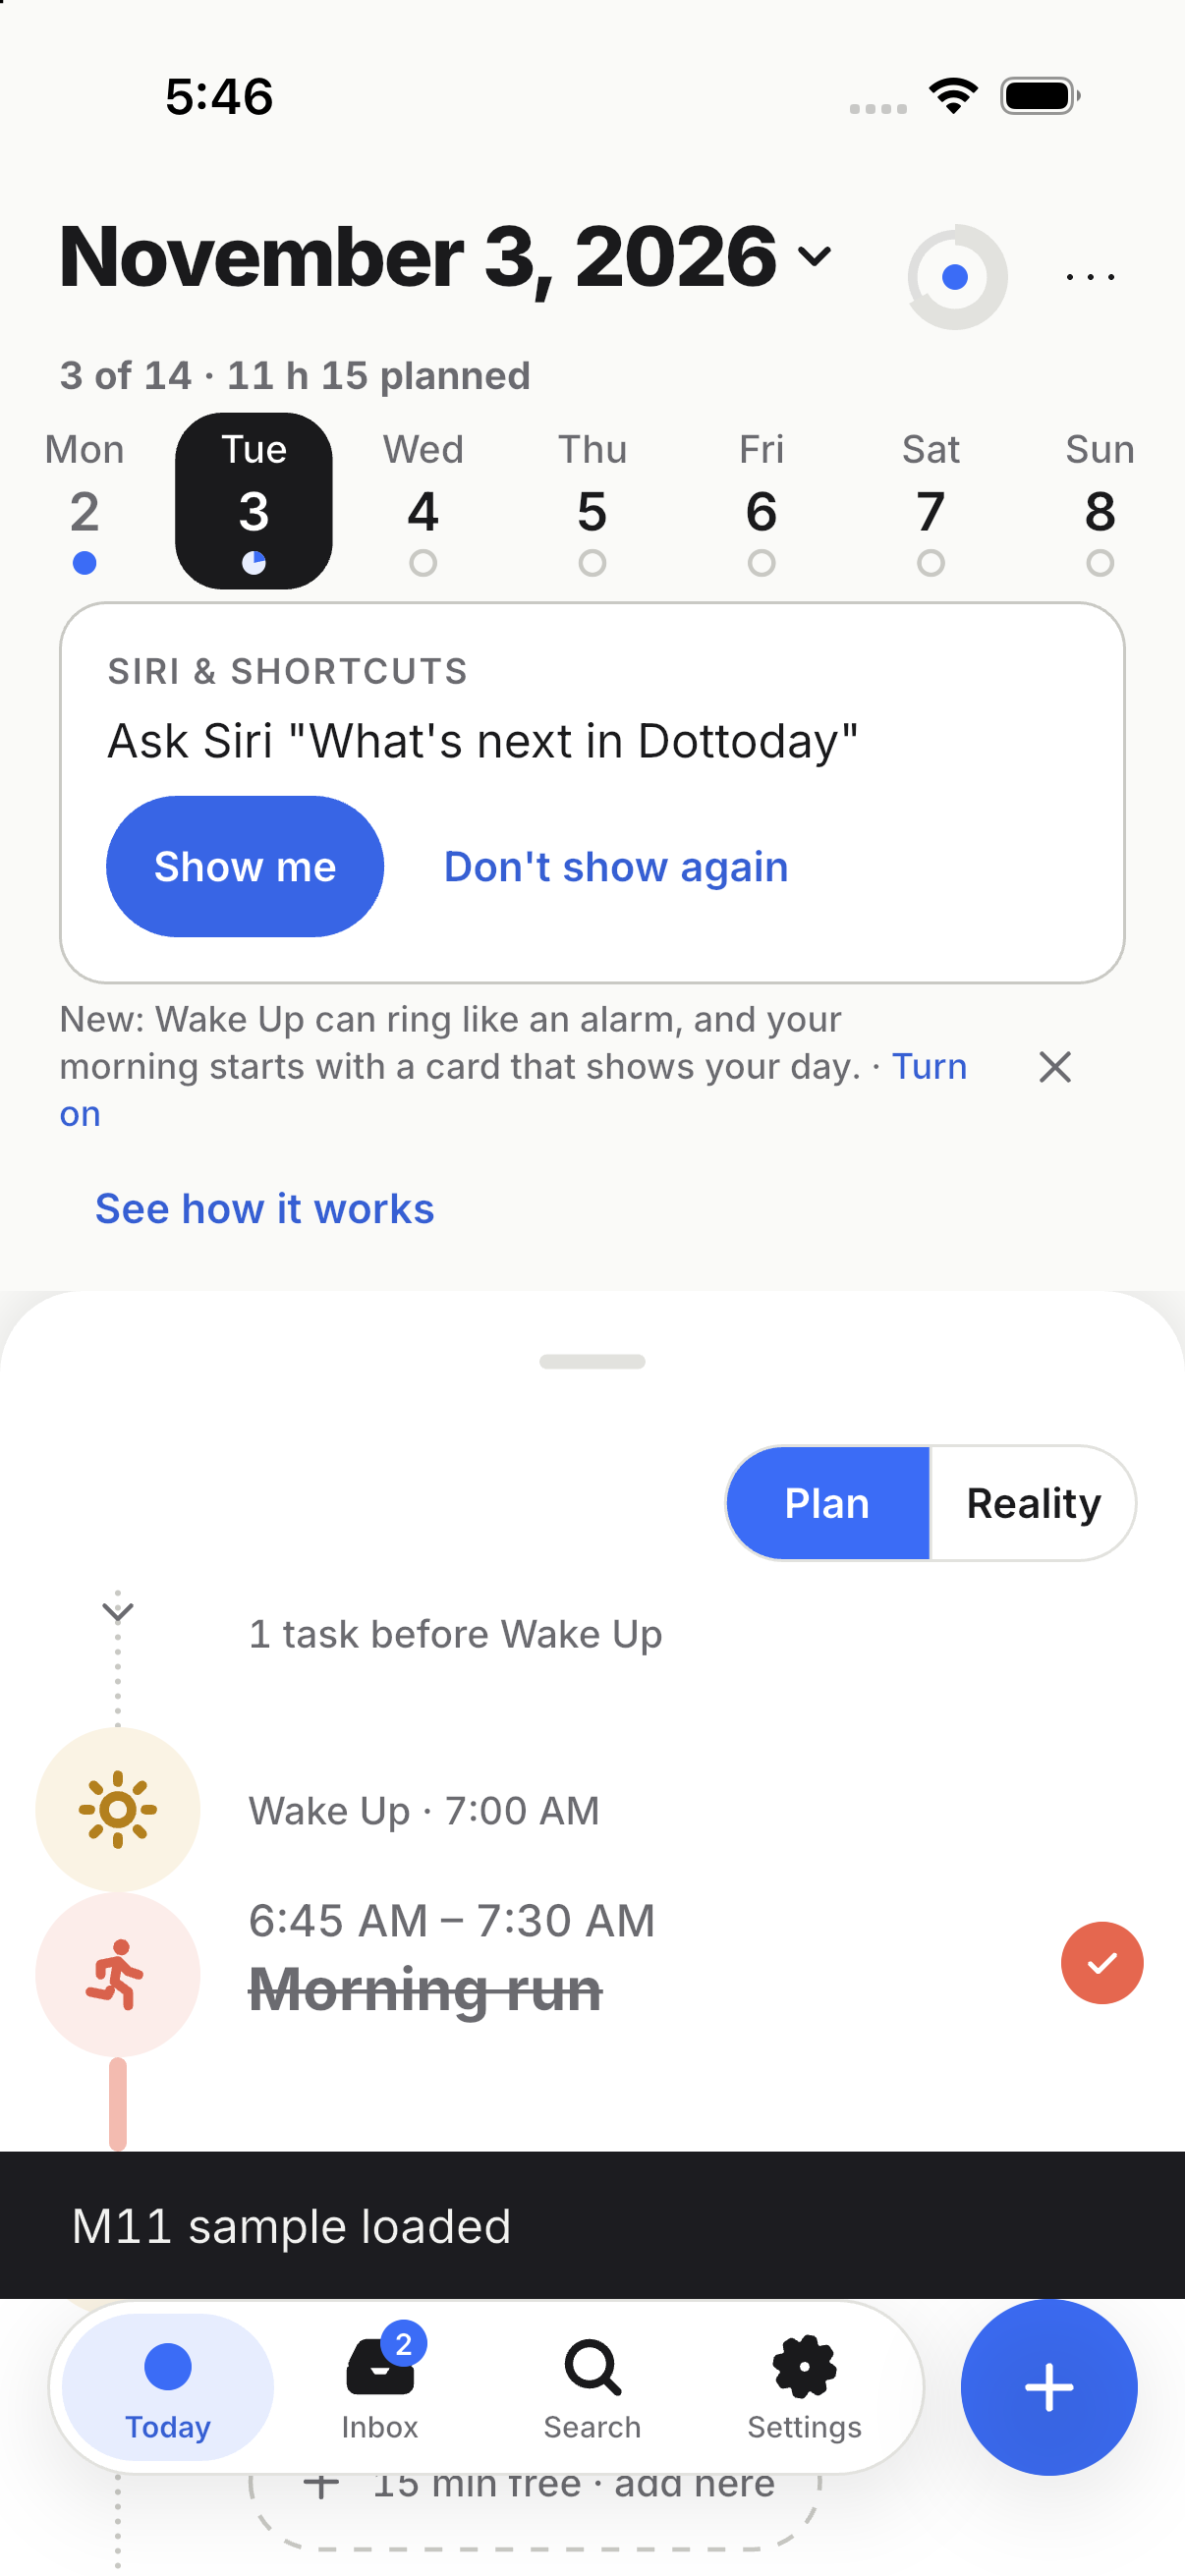 5:46
November 3, 2026
3 of 14 · 11 h 15 planned
Mon Tue Wed Thu Fri Sat Sun
2 3 4 5 6 7 8
SIRI & SHORTCUTS
Ask Siri "What's next in Dottoday"
Show me Don't show again
New: Wake Up can ring like an alarm, and your
morning starts with a card that shows your day. · Turn
on
See how it works
Plan Reality
1 task before Wake Up
Wake Up · 7:00 AM
6:45 AM – 7:30 AM
Morning run
M11 sample loaded
2
Today Inbox Search Settings
15 min free · add here